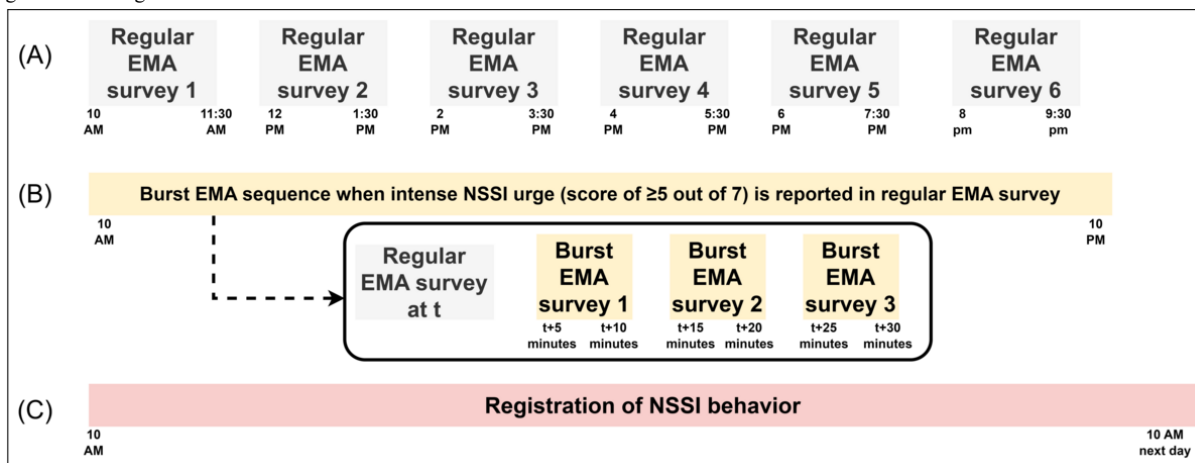 (A)
Regular
EMA
survey 1
10
AM
11:30
AM
Regular
EMA
survey 2
12
PM
1:30
PM
Regular
EMA
survey 3
2
PM
3:30
PM
Regular
EMA
survey 4
4
PM
5:30
PM
Regular
EMA
survey 5
6
PM
7:30
PM
Regular
EMA
survey 6
8
pm
9:30
pm
(B)
Burst EMA sequence when intense NSSI urge (score of ≥5 out of 7) is reported in regular EMA survey
10
AM
10
PM
Regular
EMA survey
at t
Burst
EMA
survey 1
t+5
minutes
t+10
minutes
Burst
EMA
survey 2
t+15
minutes
t+20
minutes
Burst
EMA
survey 3
t+25
minutes
t+30
minutes
(C)
Registration of NSSI behavior
10
AM
10 AM
next day